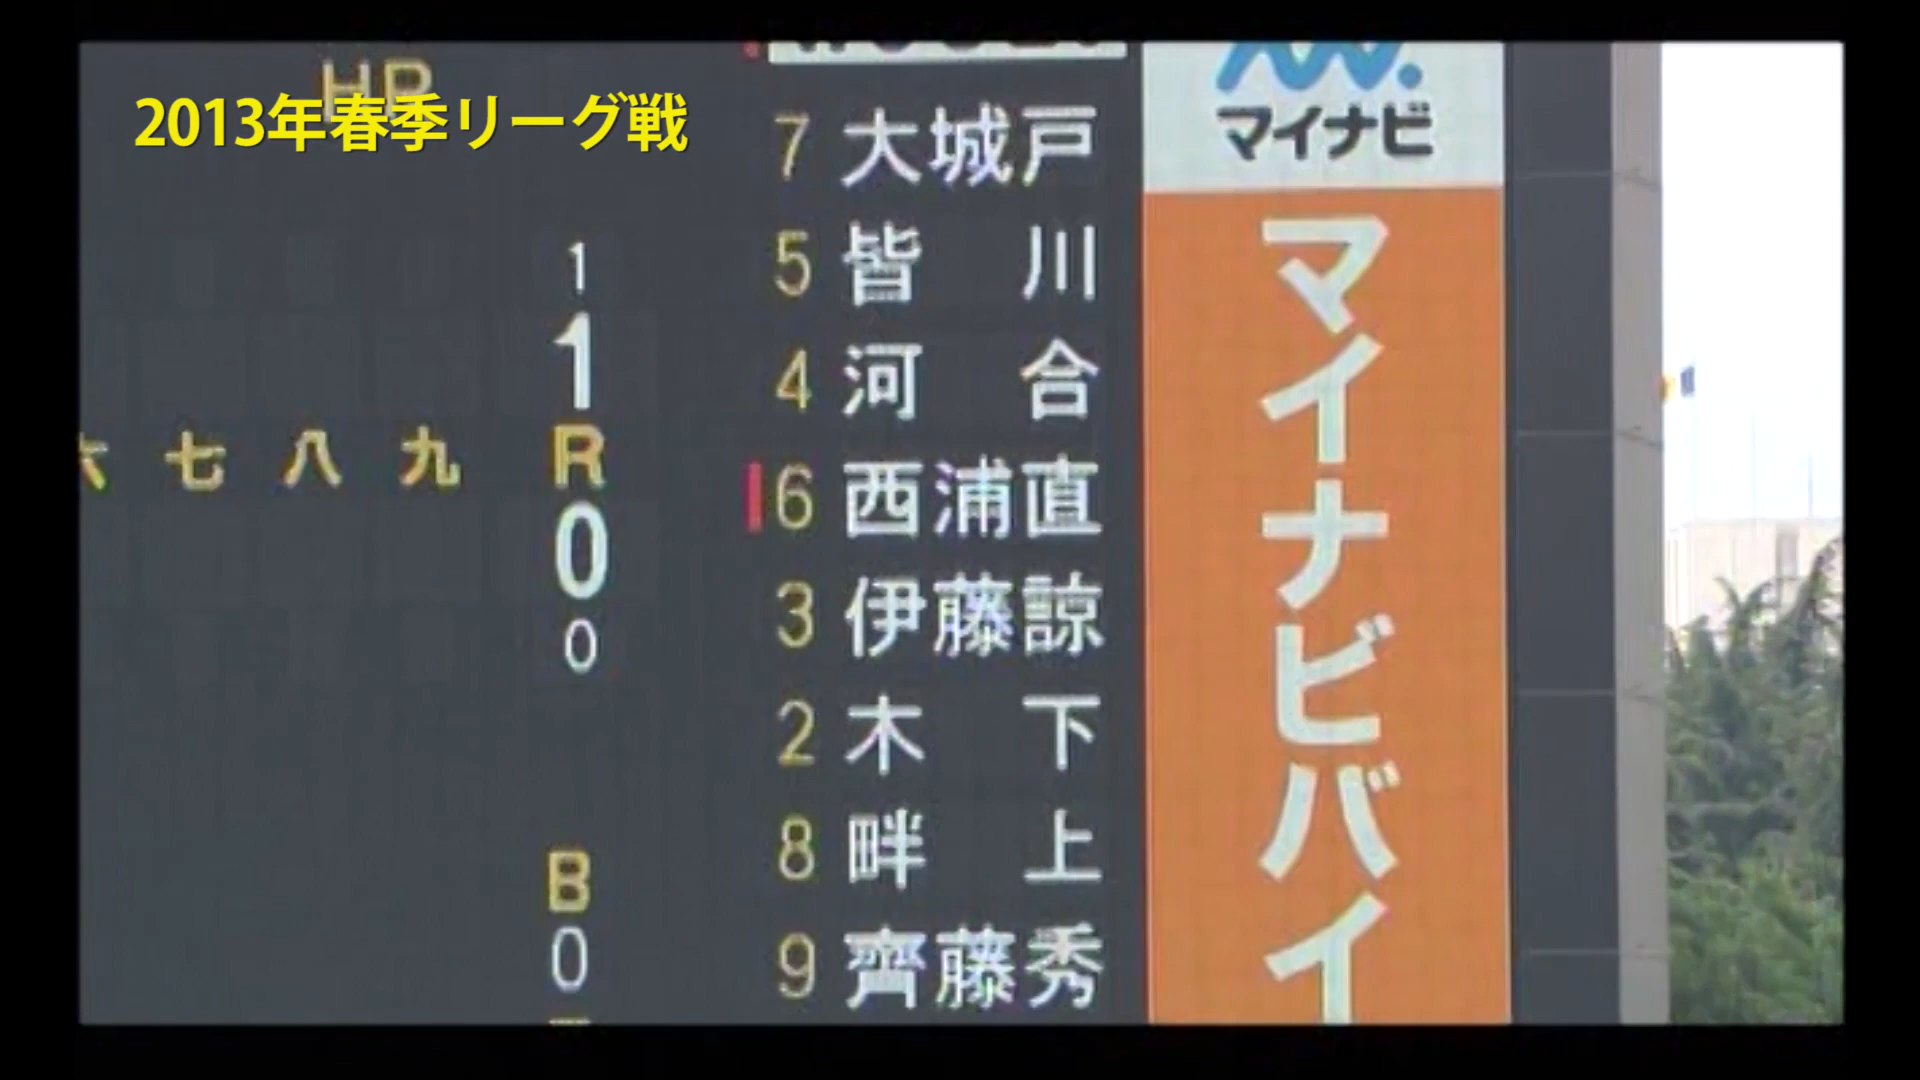 HP
2013年春季リーグ戦
マイナビ
7 大城戸
5 皆川
4 河合
6 西浦直
3 伊藤諒
2 木下
8 畔上
9 齊藤秀
1
1
七 八 九 R
0
0
B
0
マイナビバイ